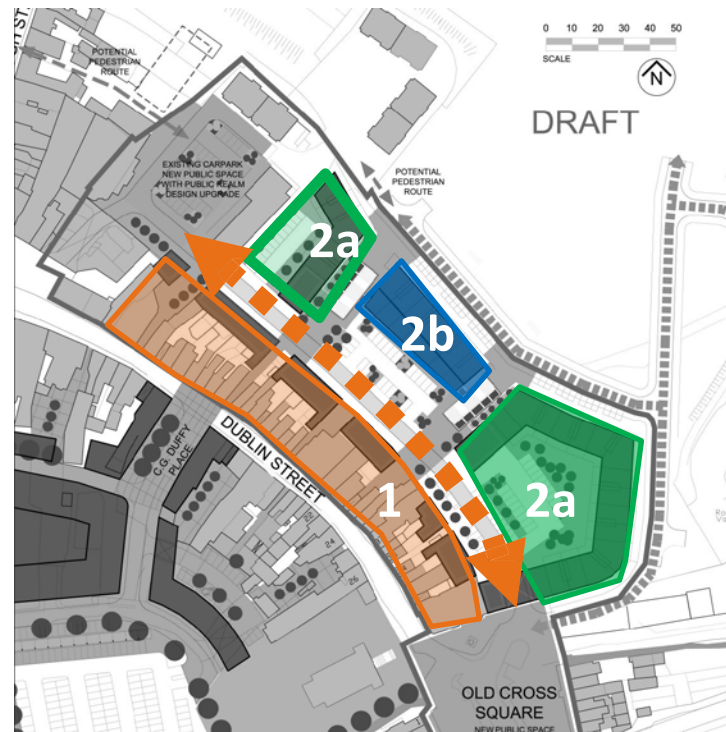 0 10 20 30 40 50
SCALE
N
DRAFT
POTENTIAL
PEDESTRIAN
ROUTE
EXISTING CARPARK
NEW PUBLIC SPACE
WITH PUBLIC REALM
DESIGN UPGRADE
POTENTIAL
PEDESTRIAN
ROUTE
2a
2b
C.G. DUFFY
PLACE
DUBLIN STREET
1
2a
22
24
26
OLD CROSS
SQUARE
NEW PUBLIC SPACE